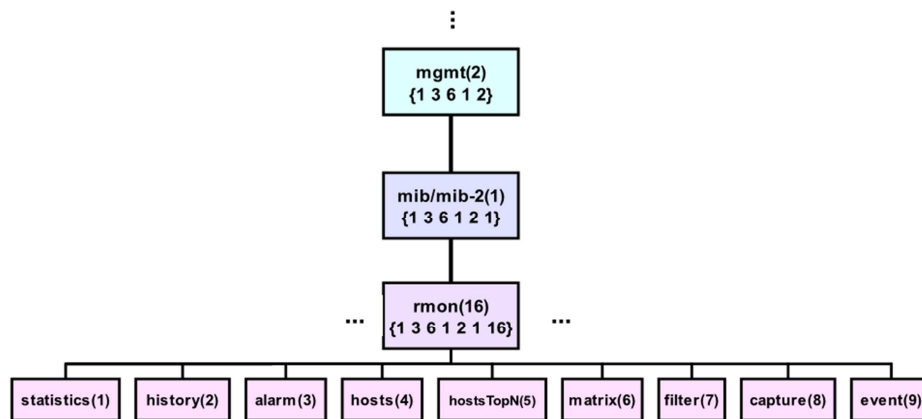 ⋮
mgmt(2)
{1 3 6 1 2}
mib/mib-2(1)
{1 3 6 1 2 1}
rmon(16)
... {1 3 6 1 2 1 16} ...
statistics(1) history(2) alarm(3) hosts(4) hostsTopN(5) matrix(6) filter(7) capture(8) event(9)